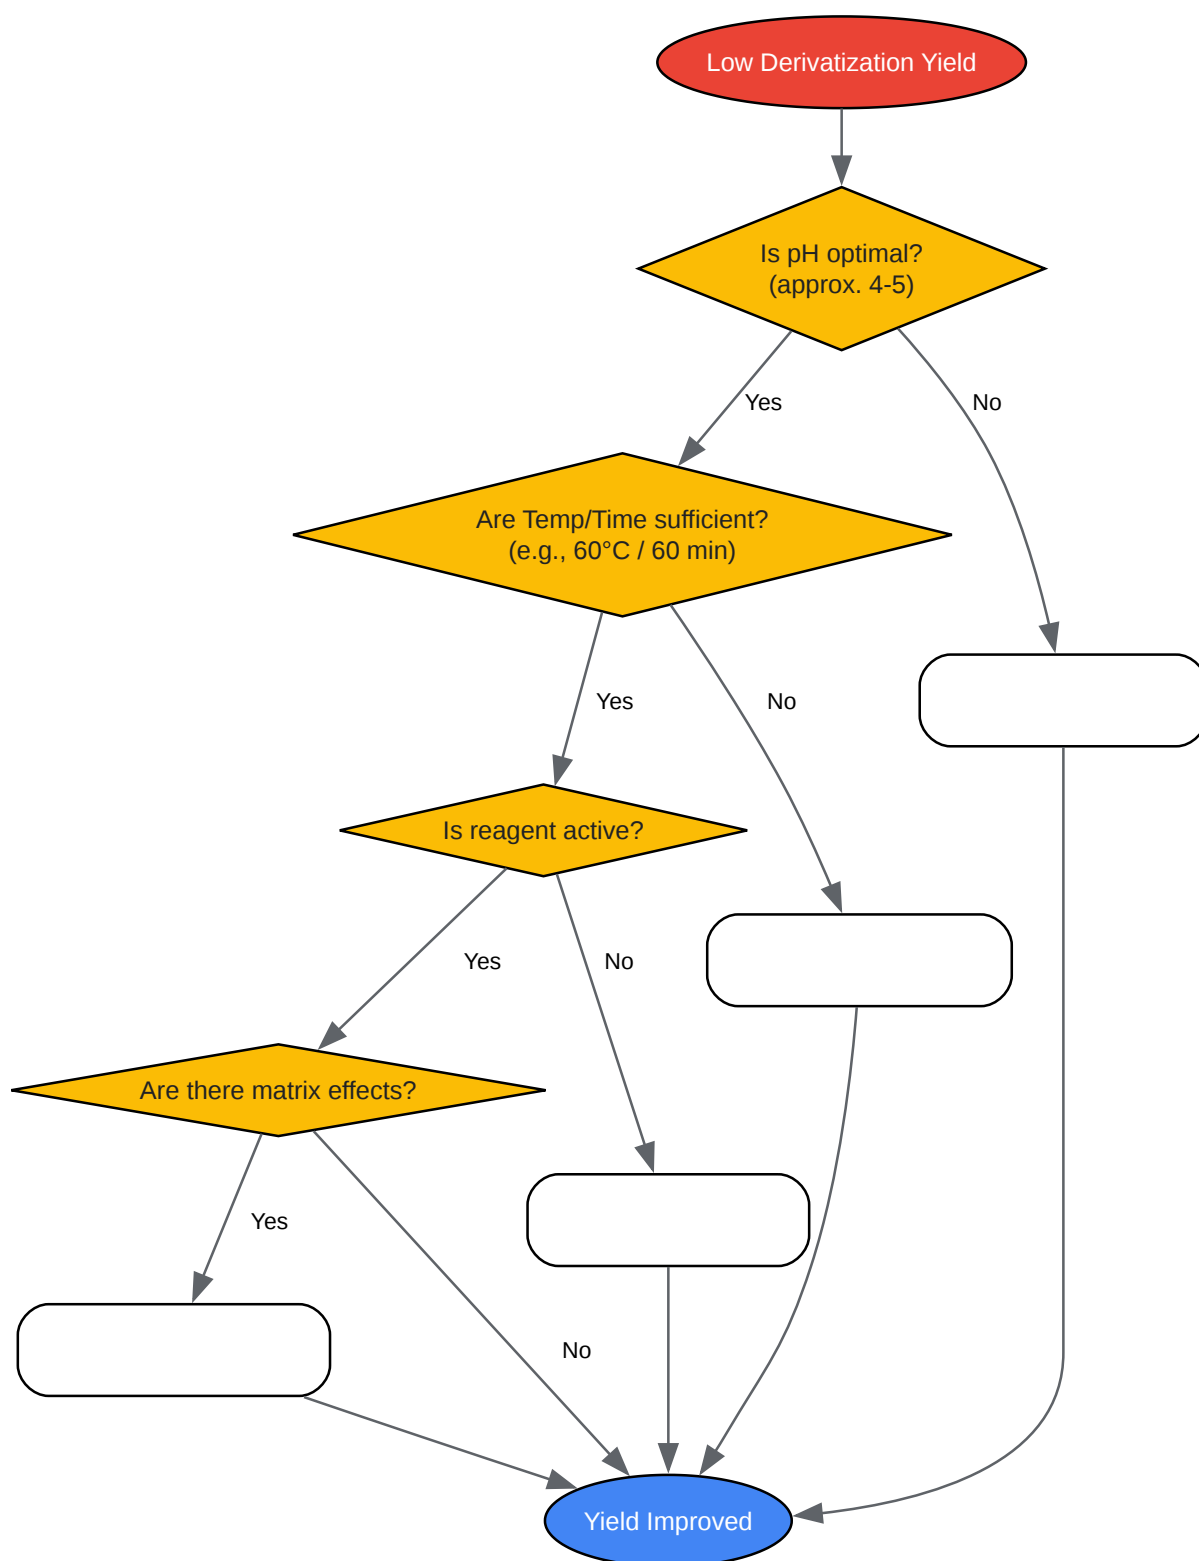 Low Derivatization Yield
Is pH optimal?
(approx. 4-5)
Yes
No
Are Temp/Time sufficient?
(e.g., 60°C / 60 min)
Yes
No
Is reagent active?
Yes
No
Are there matrix effects?
Yes
No
Yield Improved